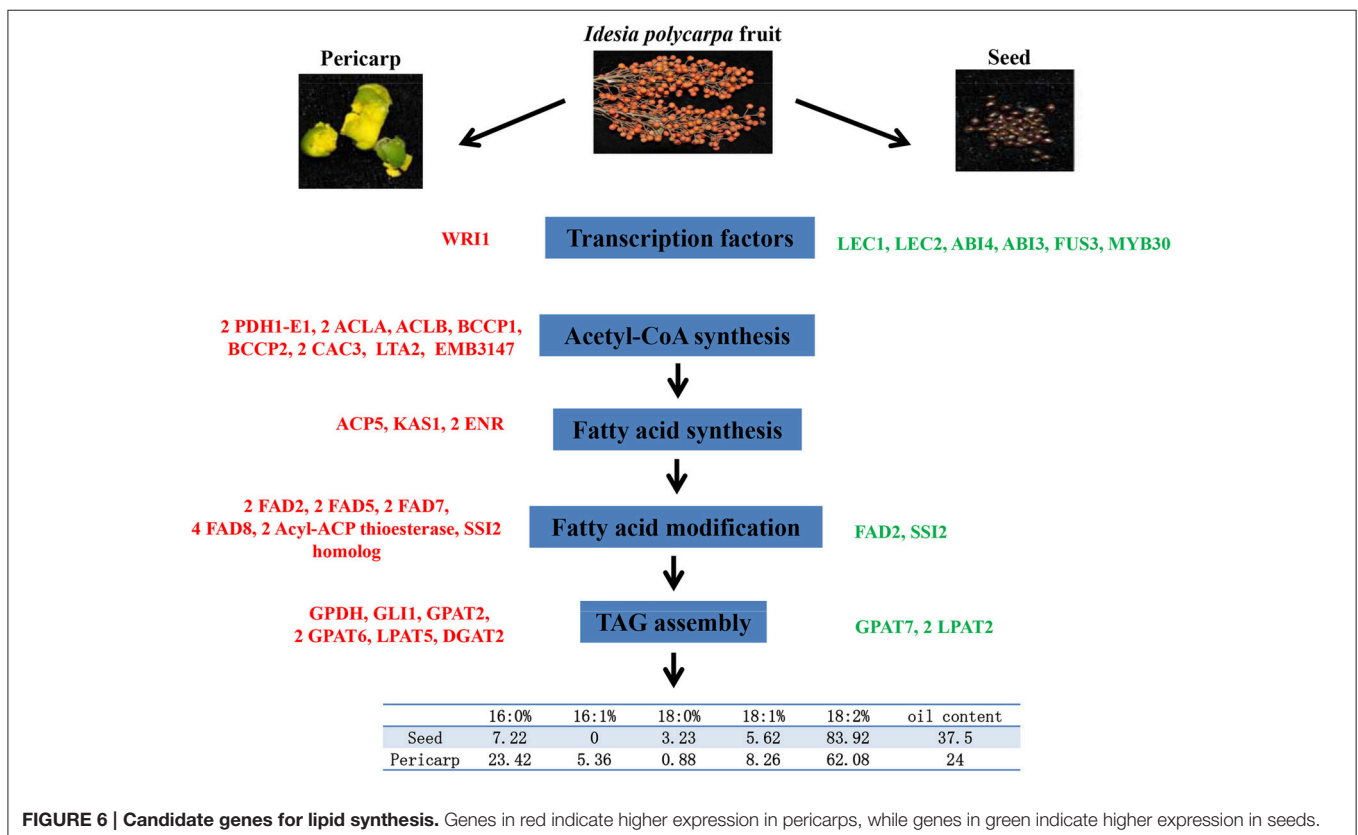 Idesia polycarpa fruit
Pericarp
Seed
WRI1
Transcription factors
LEC1, LEC2, ABI4, ABI3, FUS3, MYB30
2 PDH1-E1, 2 ACLA, ACLB, BCCP1,
BCCP2, 2 CAC3, LTA2, EMB3147
Acetyl-CoA synthesis
ACP5, KAS1, 2 ENR
Fatty acid synthesis
2 FAD2, 2 FAD5, 2 FAD7,
4 FAD8, 2 Acyl-ACP thioesterase, SSI2
homolog
Fatty acid modification
FAD2, SSI2
GPDH, GLI1, GPAT2,
2 GPAT6, LPAT5, DGAT2
TAG assembly
GPAT7, 2 LPAT2
16:0% 16:1% 18:0% 18:1% 18:2% oil content
Seed 7.22 0 3.23 5.62 83.92 37.5
Pericarp 23.42 5.36 0.88 8.26 62.08 24
FIGURE 6 | Candidate genes for lipid synthesis. Genes in red indicate higher expression in pericarps, while genes in green indicate higher expression in seeds.